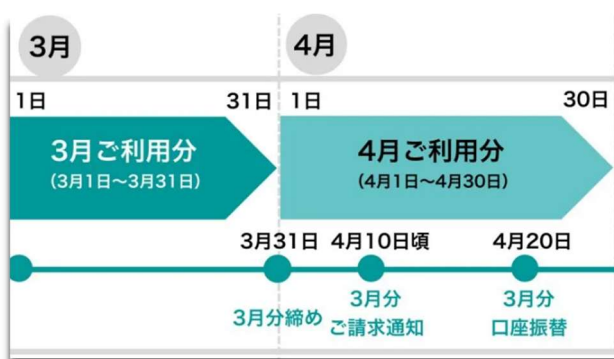 3月
4月
1日
31日
1日
30日
3月ご利用分
(3月1日〜3月31日)
4月ご利用分
(4月1日〜4月30日)
3月31日
4月10日頃
4月20日
3月分締め
3月分
ご請求通知
3月分
口座振替